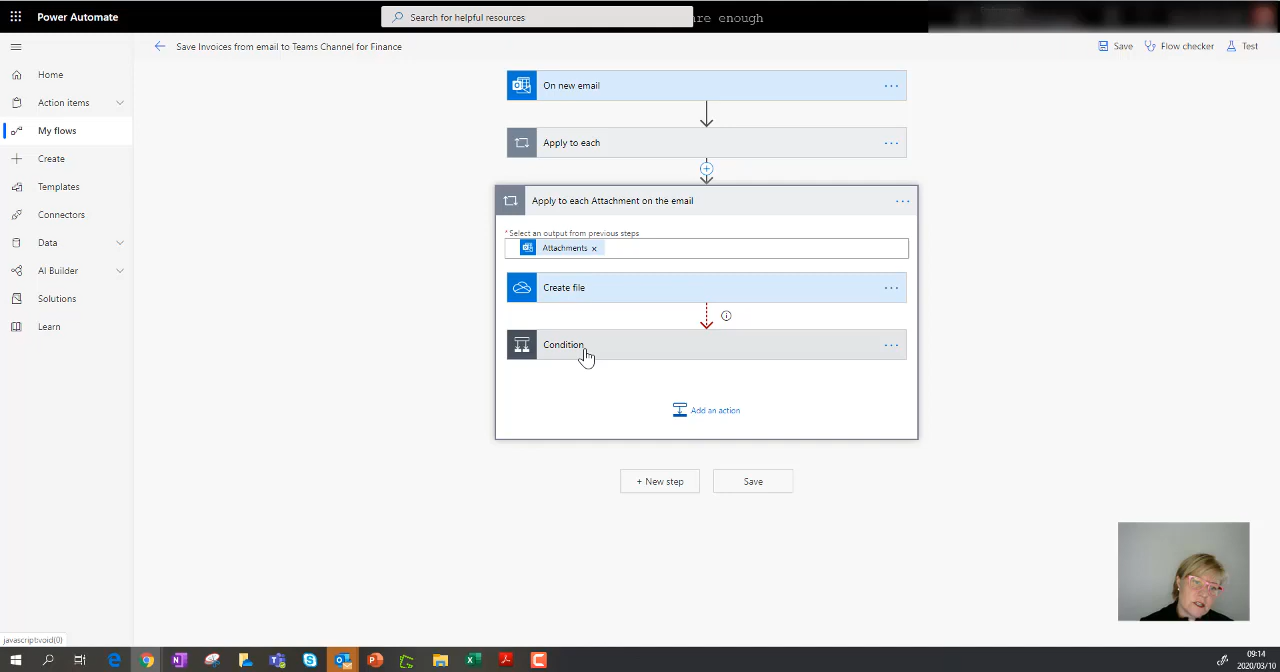 Power Automate
Search for helpful resources
are enough
Save Invoices from email to Teams Channel for Finance
Save
Flow checker
Test
Home
Action items
My flows
Create
Templates
Connectors
Data
AI Builder
Solutions
Learn
On new email
Apply to each
Apply to each Attachment on the email
* Select an output from previous steps
Attachments ×
Create file
Condition
Add an action
+ New step
Save
javascript:void(0)
09:14
2020/03/10